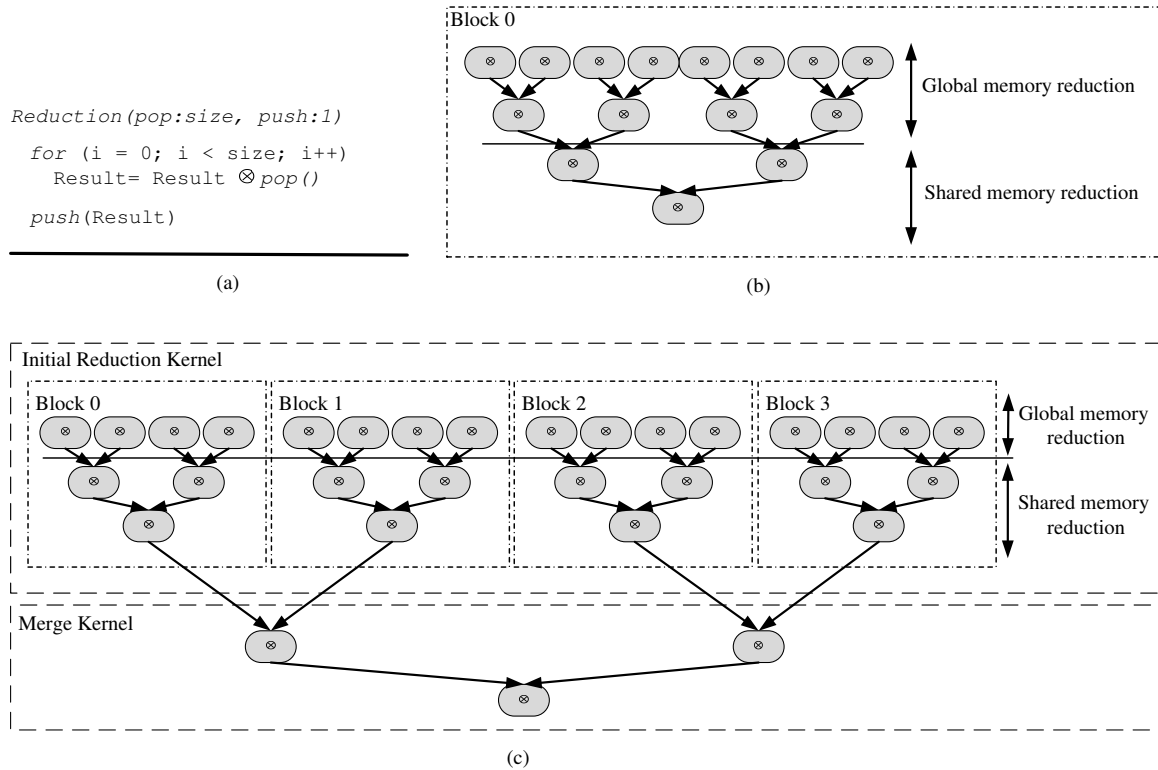 Reduction(pop:size, push:1)
for (i = 0; i < size; i++)
Result= Result ⊗ pop()
push(Result)
(a)
Block 0
⊗ ⊗ ⊗ ⊗ ⊗ ⊗ ⊗ ⊗
Global memory reduction
⊗ ⊗ ⊗ ⊗
⊗ ⊗
Shared memory reduction
⊗
(b)
Initial Reduction Kernel
Block 0
Block 1
Block 2
Block 3
⊗ ⊗ ⊗ ⊗ ⊗ ⊗ ⊗ ⊗ ⊗ ⊗ ⊗ ⊗ ⊗ ⊗ ⊗ ⊗
Global memory
reduction
⊗ ⊗ ⊗ ⊗ ⊗ ⊗ ⊗ ⊗
Shared memory
reduction
⊗ ⊗ ⊗ ⊗
Merge Kernel
⊗ ⊗
⊗
(c)